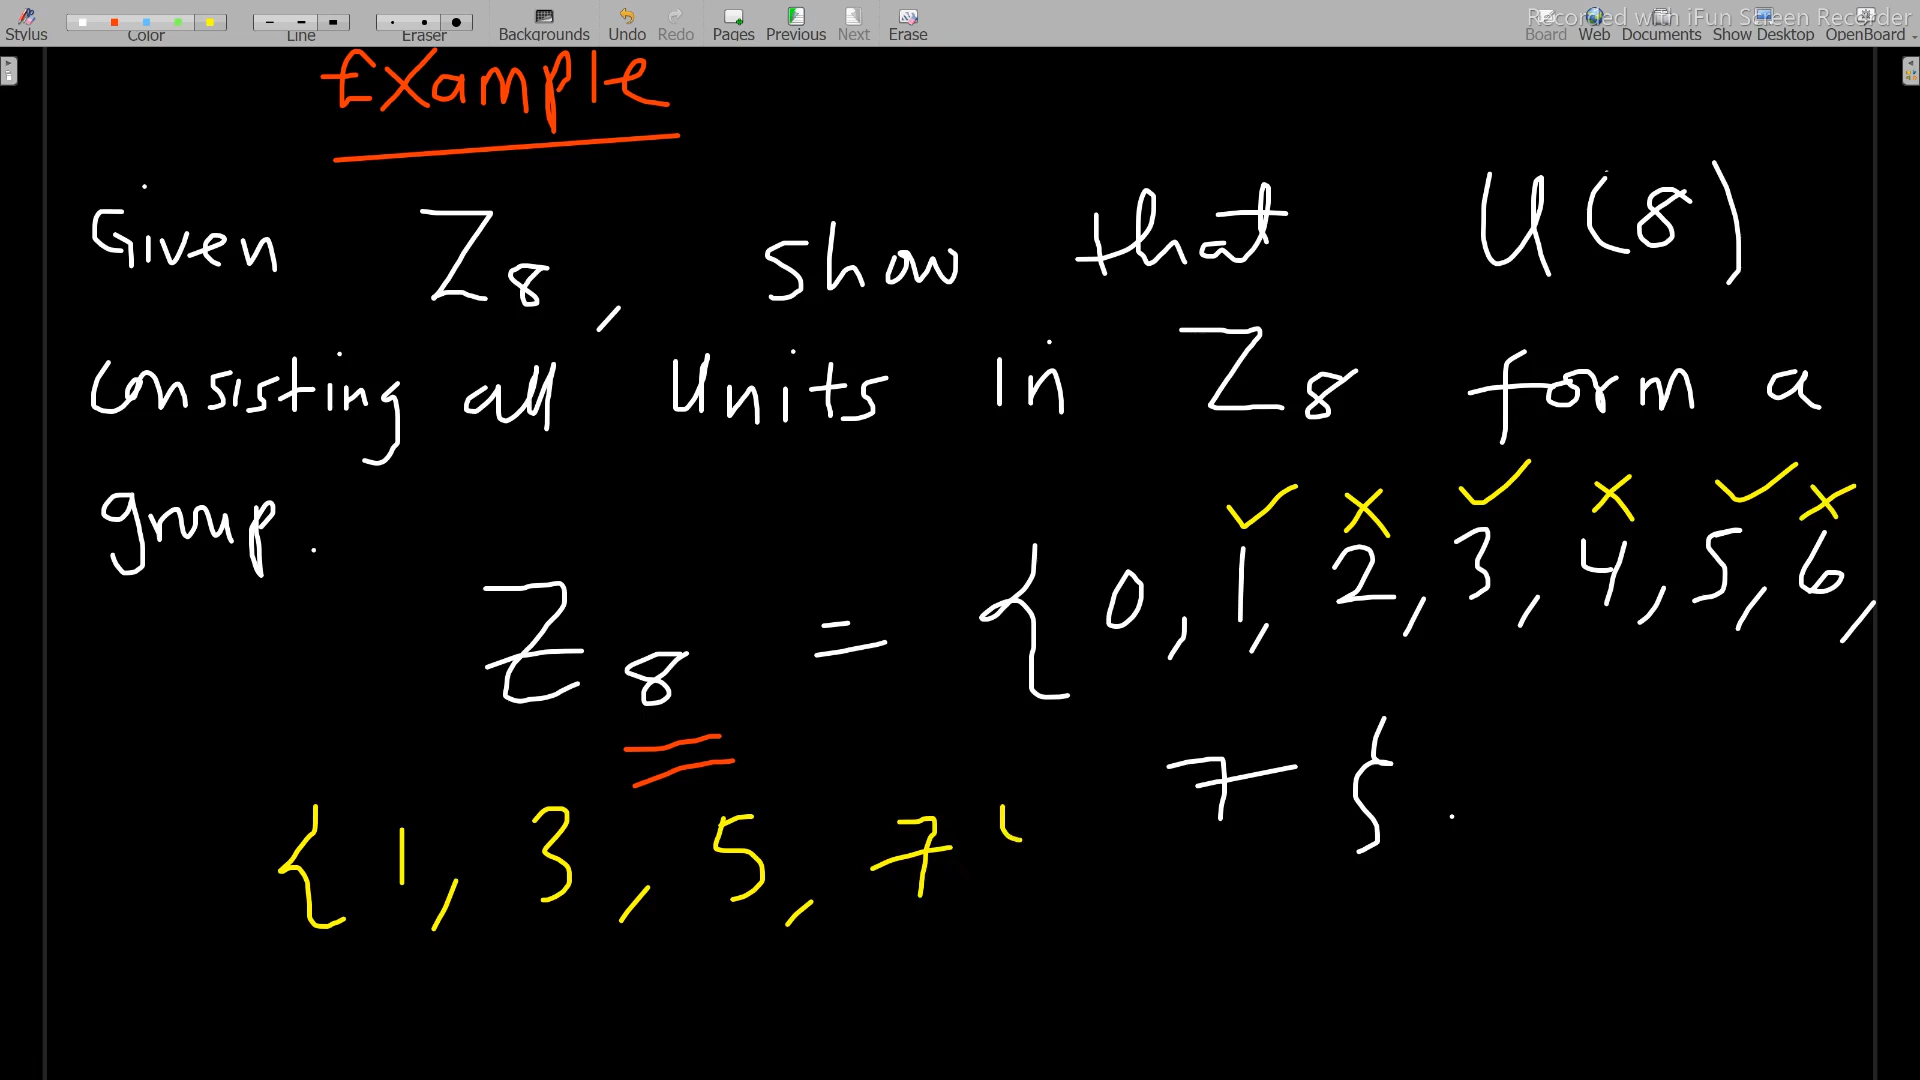 Recorded with iFun Screen Recorder
Stylus Color Line Eraser Backgrounds Undo Redo Pages Previous Next Erase Board Web Documents Show Desktop OpenBoard
Example
Given Z8, show that U(8)
consisting all units in Z8 form a
group.
Z8 = {0, 1, 2, 3, 4, 5, 6,
7}.
{1, 3, 5, 7